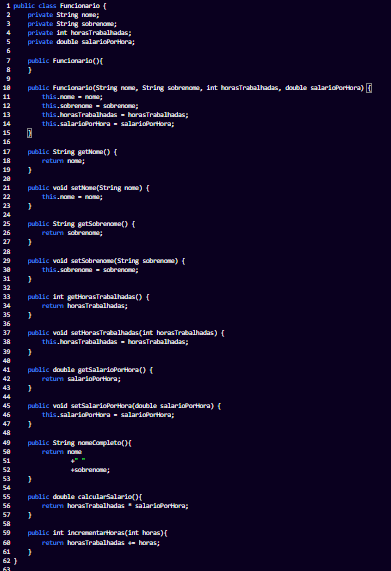 1 public class Funcionario {
2 private String nome;
3 private String sobrenome;
4 private int horasTrabalhadas;
5 private double salarioPorHora;
6
7 public Funcionario(){
8 }
9
10 public Funcionario(String nome, String sobrenome, int horasTrabalhadas, double salarioPorHora) {
11 this.nome = nome;
12 this.sobrenome = sobrenome;
13 this.horasTrabalhadas = horasTrabalhadas;
14 this.salarioPorHora = salarioPorHora;
15 }
16
17 public String getNome() {
18 return nome;
19 }
20
21 public void setNome(String nome) {
22 this.nome = nome;
23 }
24
25 public String getSobrenome() {
26 return sobrenome;
27 }
28
29 public void setSobrenome(String sobrenome) {
30 this.sobrenome = sobrenome;
31 }
32
33 public int getHorasTrabalhadas() {
34 return horasTrabalhadas;
35 }
36
37 public void setHorasTrabalhadas(int horasTrabalhadas) {
38 this.horasTrabalhadas = horasTrabalhadas;
39 }
40
41 public double getSalarioPorHora() {
42 return salarioPorHora;
43 }
44
45 public void setSalarioPorHora(double salarioPorHora) {
46 this.salarioPorHora = salarioPorHora;
47 }
48
49 public String nomeCompleto(){
50 return nome
51 +" "
52 +sobrenome;
53 }
54
55 public double calcularSalario(){
56 return horasTrabalhadas * salarioPorHora;
57 }
58
59 public int incrementarHoras(int horas){
60 return horasTrabalhadas += horas;
61 }
62 }
63